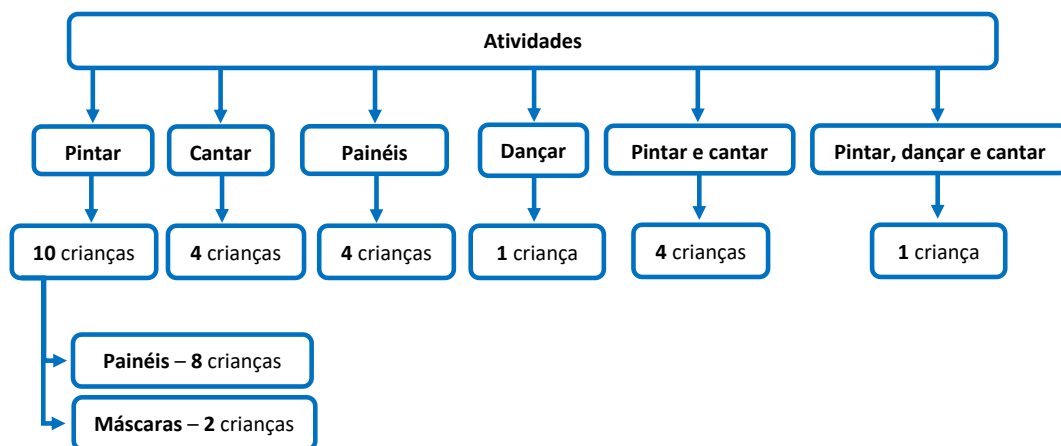 Atividades
Pintar
Cantar
Painéis
Dançar
Pintar e cantar
Pintar, dançar e cantar
10 crianças
4 crianças
4 crianças
1 criança
4 crianças
1 criança
Painéis – 8 crianças
Máscaras – 2 crianças